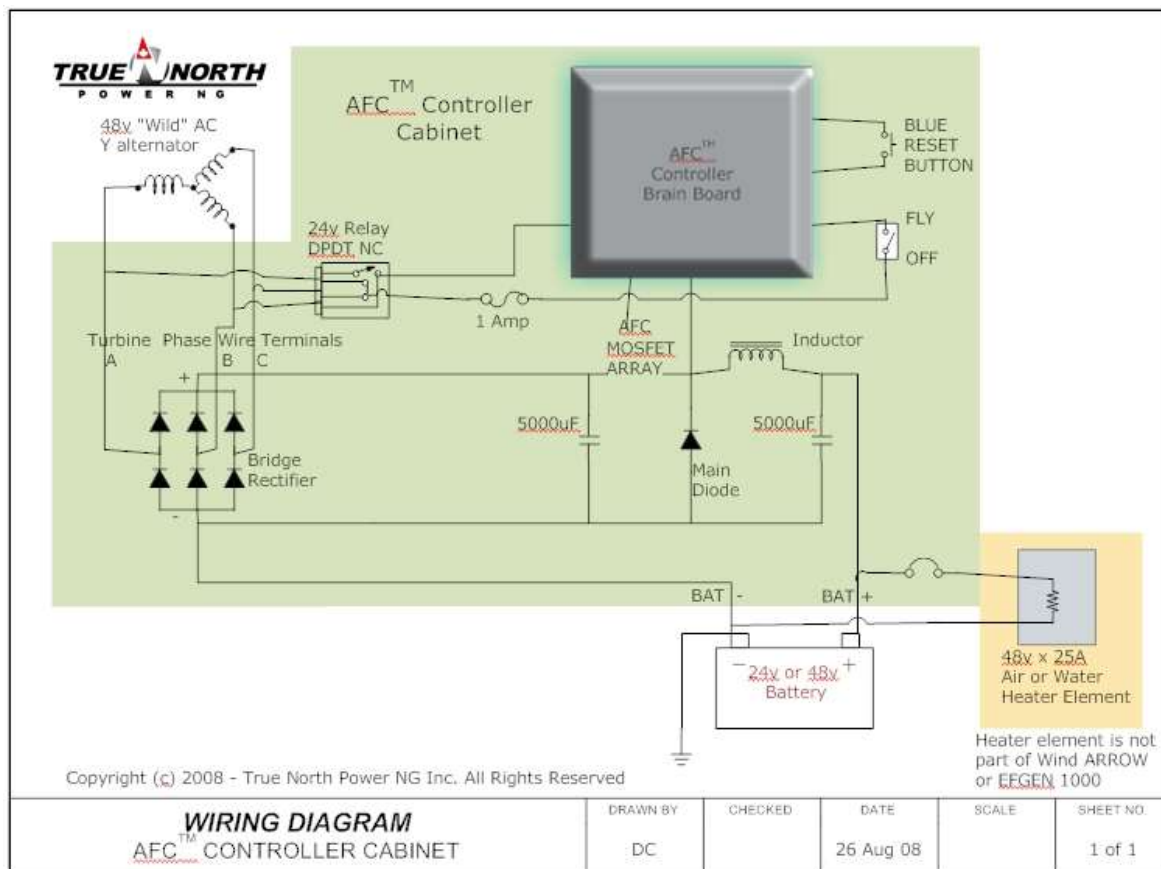 TRUE NORTH
POWER NG
48v "Wild" AC
Y alternator
AFC™ Controller
Cabinet
AFC™
Controller
Brain Board
BLUE
RESET
BUTTON
FLY
OFF
24v Relay
DPDT NC
1 Amp
AFC
MOSFET
ARRAY
Inductor
Turbine Phase Wire Terminals
A B C
+
5000uF
5000uF
Bridge
Rectifier
Main
Diode
-
BAT -
BAT +
- 24v or 48v +
Battery
48v x 25A
Air or Water
Heater Element
Heater element is not
part of Wind ARROW
or EFGEN 1000
Copyright (c) 2008 - True North Power NG Inc. All Rights Reserved
WIRING DIAGRAM
AFC™ CONTROLLER CABINET
DRAWN BY
DC
CHECKED
DATE
26 Aug 08
SCALE
SHEET NO.
1 of 1